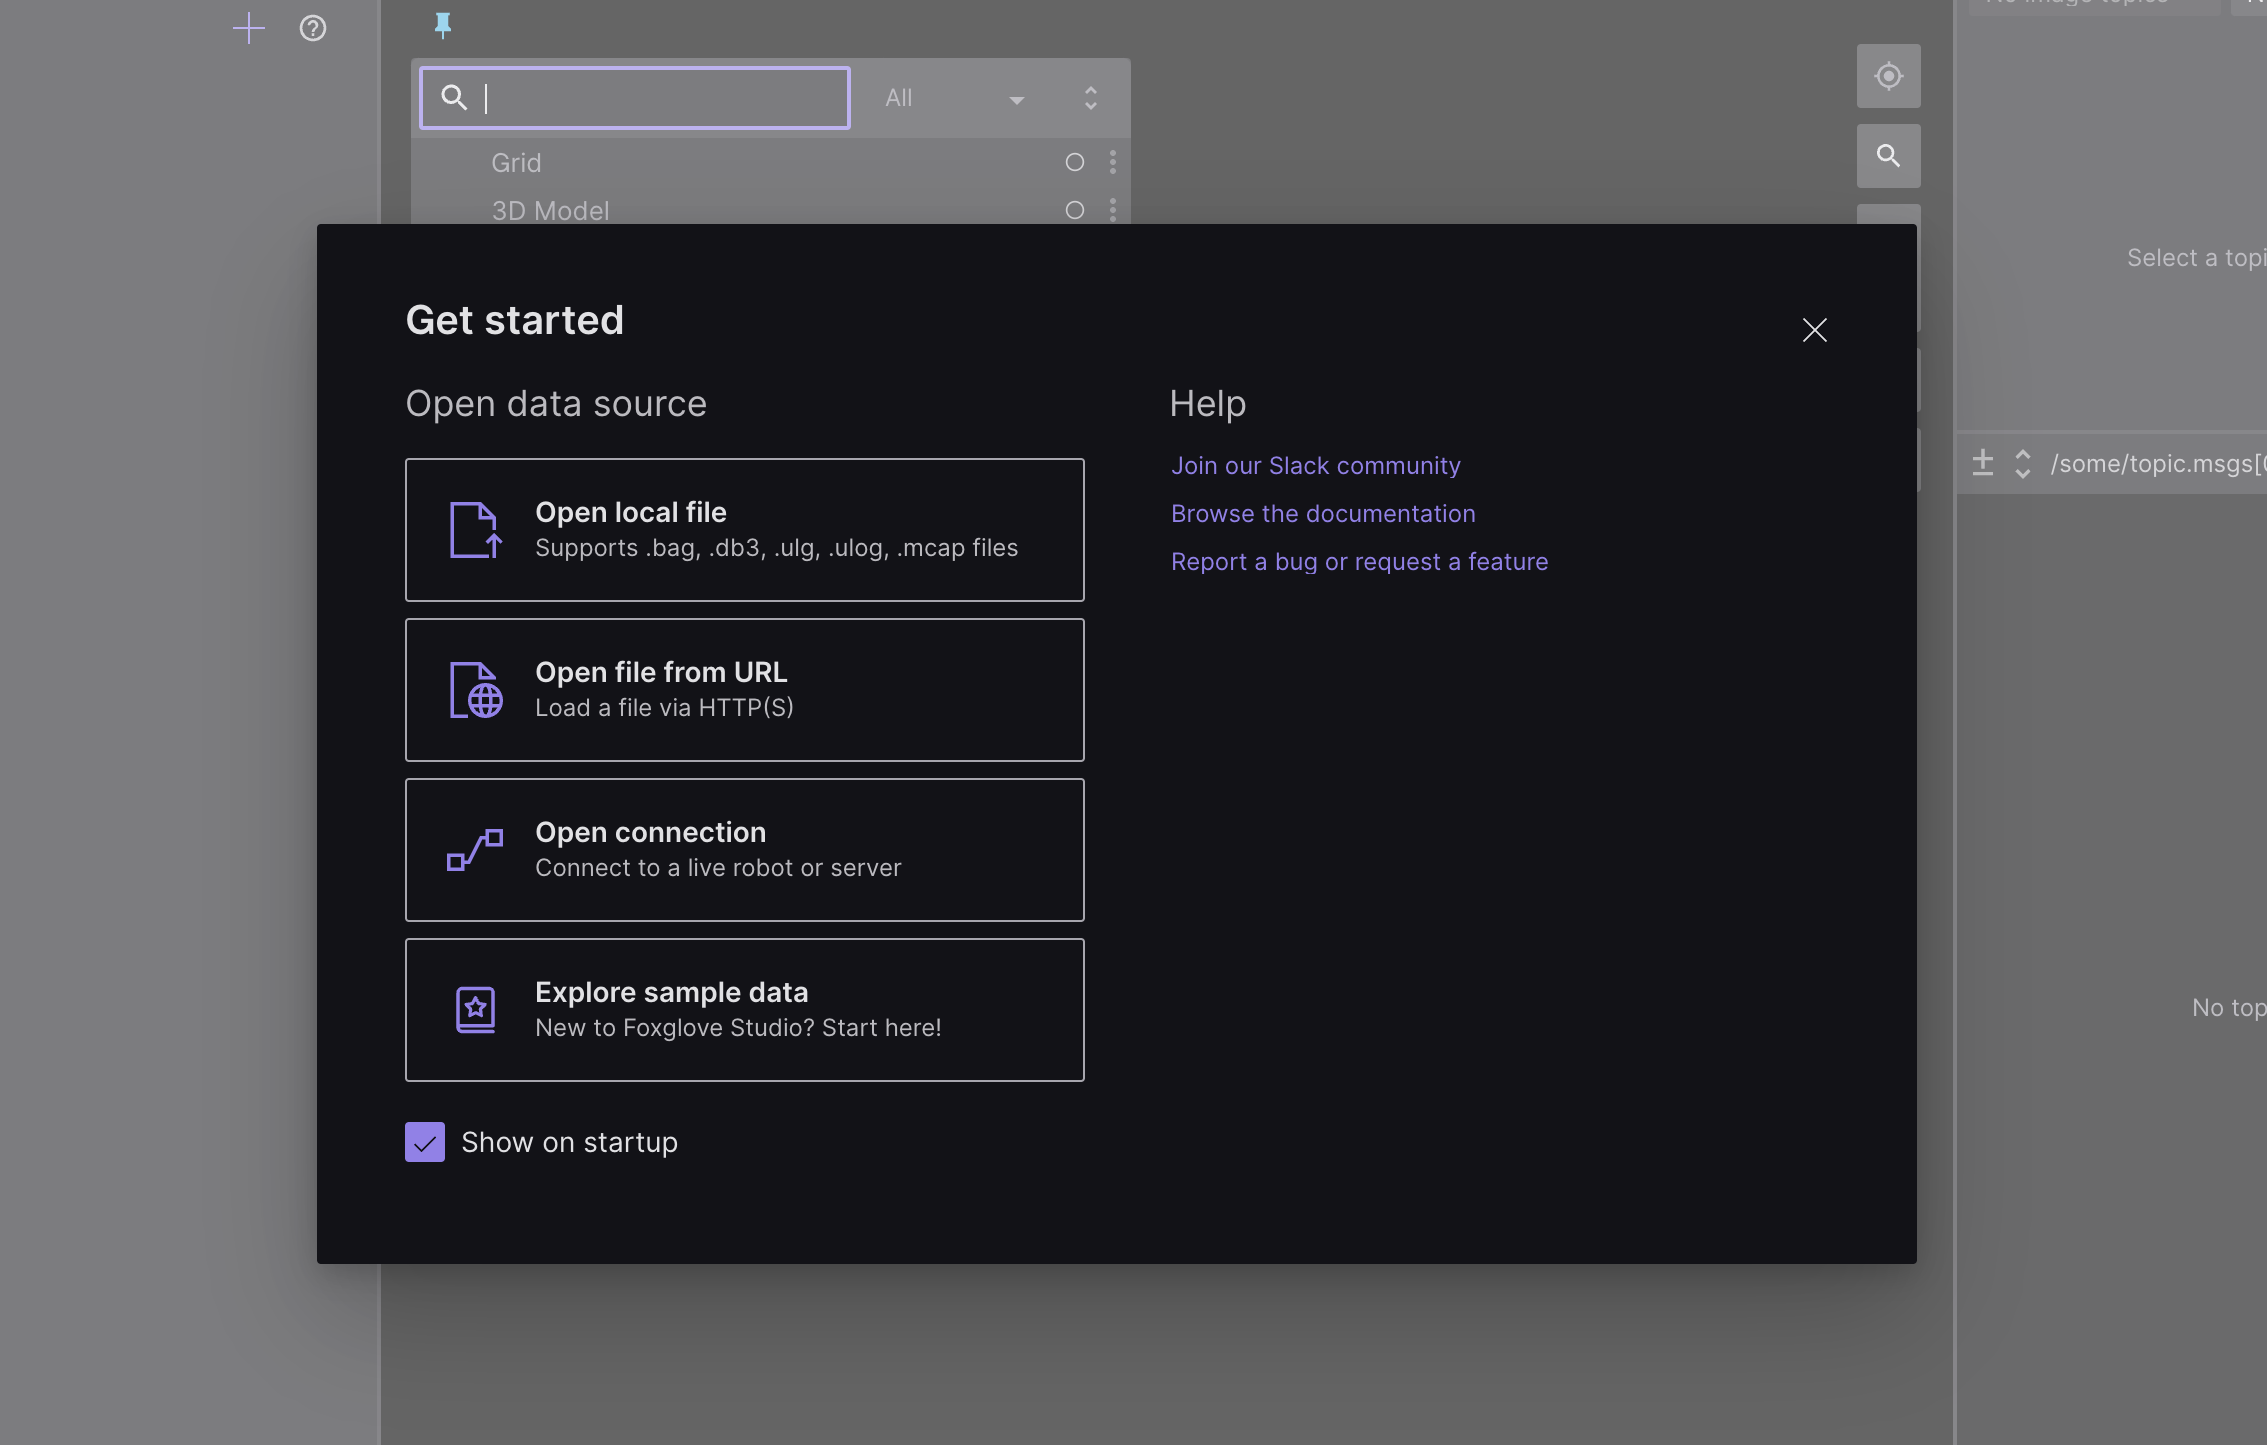 All
Grid
3D Model
Select a
/some/topic.msgs[
No
Get started
Open data source
Open local file
Supports .bag, .db3, .ulg, .ulog, .mcap files
Open file from URL
Load a file via HTTP(S)
Open connection
Connect to a live robot or server
Explore sample data
New to Foxglove Studio? Start here!
Show on startup
Help
Join our Slack community
Browse the documentation
Report a bug or request a feature